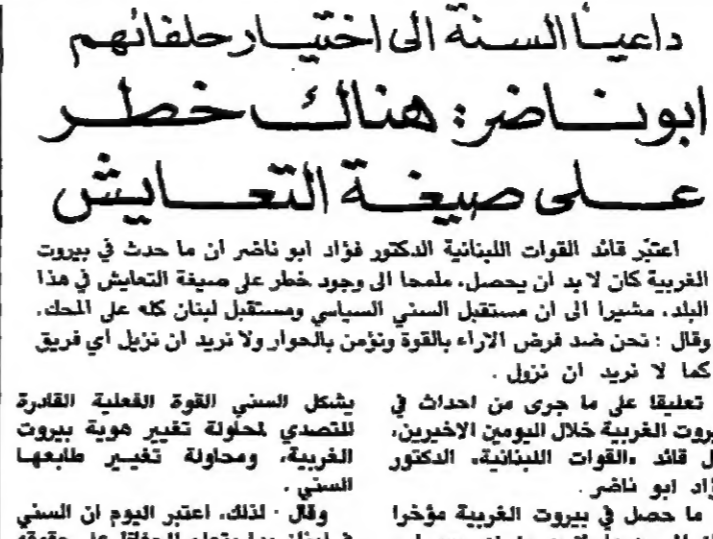 داعيا السنة الى اختيار حلفائهم
ابو ناضر: هناك خطر
على صيغة التعايش
اعتبر قائد القوات اللبنانية الدكتور فؤاد ابو ناضر ان ما حدث في بيروت
الغربية كان لا بد ان يحصل، ملمحا الى وجود خطر على صيغة التعايش في هذا
البلد، مشيرا الى ان مستقبل السني السياسي ومستقبل لبنان كله على المحك.
وقال : نحن ضد فرض الاراء بالقوة ونؤمن بالحوار ولا نريد ان نزيل اي فريق
كما لا نريد ان نزول .
تعليقا على ما جرى من احداث في
يروت الغربية خلال اليومين الاخيرين،
ل قائد «القوات اللبنانية» الدكتور
ؤاد ابو ناضر .
ما حصل في بيروت الغربية مؤخرا
يشكل السني القوة الفعلية القادرة
للتصدي لمحاولة تغيير هوية بيروت
الغربية، ومحاولة تغيير طابعها
السني .
وقال : لذلك، اعتبر اليوم ان السني